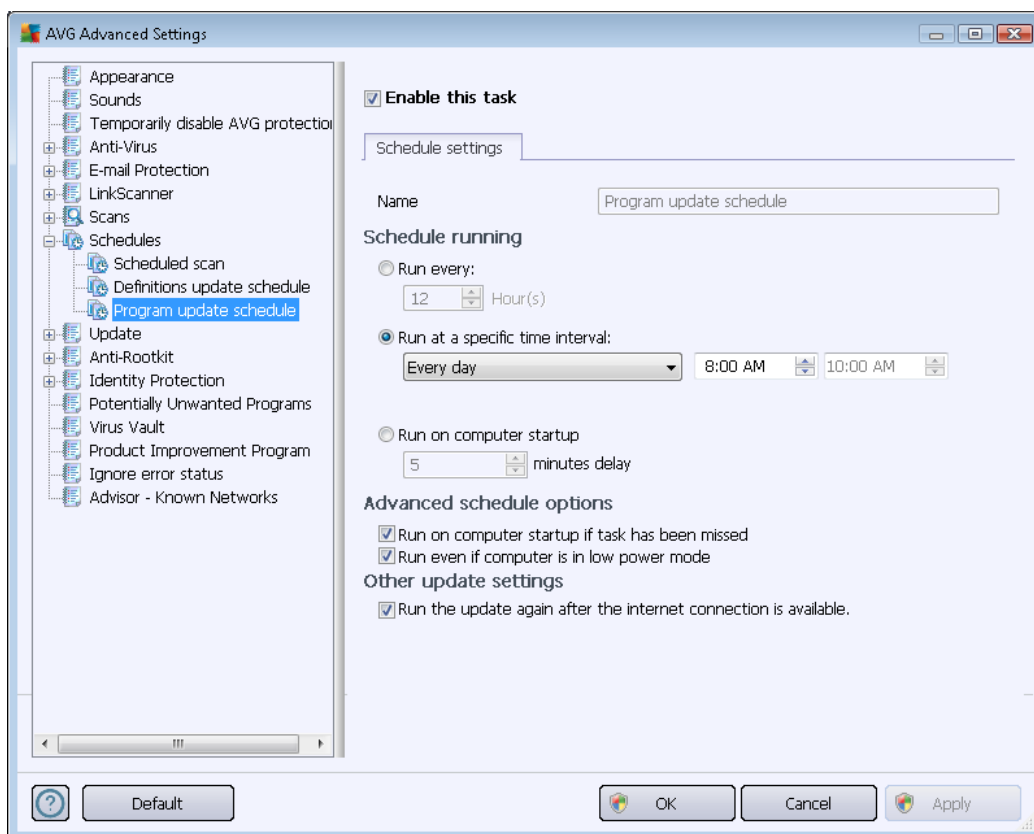 AVG Advanced Settings
Appearance
Sounds
Temporarily disable AVG protection
Anti-Virus
E-mail Protection
LinkScanner
Scans
Schedules
Scheduled scan
Definitions update schedule
Program update schedule
Update
Anti-Rootkit
Identity Protection
Potentially Unwanted Programs
Virus Vault
Product Improvement Program
Ignore error status
Advisor - Known Networks
Enable this task
Schedule settings
Name Program update schedule
Schedule running
Run every:
12 Hour(s)
Run at a specific time interval:
Every day 8:00 AM 10:00 AM
Run on computer startup
5 minutes delay
Advanced schedule options
Run on computer startup if task has been missed
Run even if computer is in low power mode
Other update settings
Run the update again after the internet connection is available.
? Default OK Cancel Apply